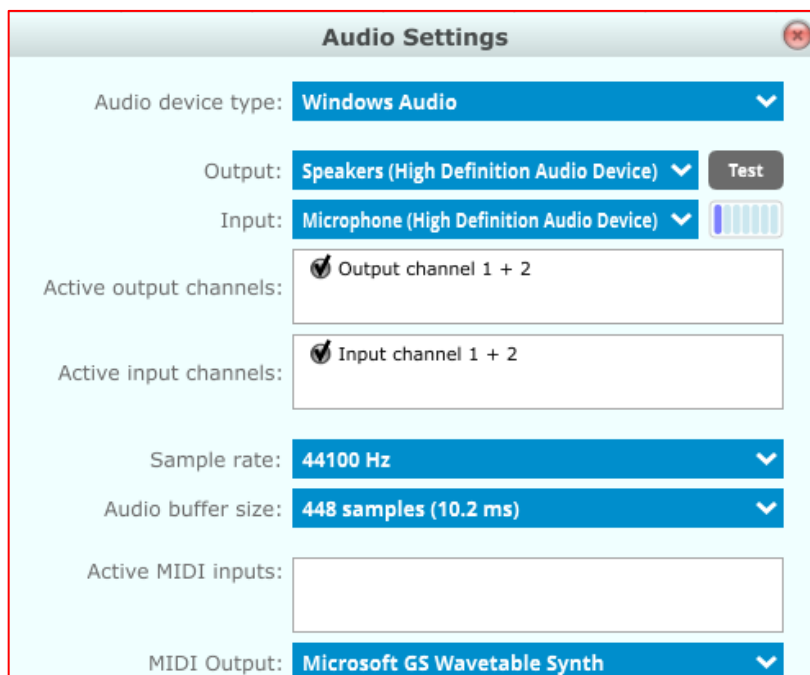 Audio Settings
Audio device type: Windows Audio
Output: Speakers (High Definition Audio Device) Test
Input: Microphone (High Definition Audio Device)
Active output channels: Output channel 1 + 2
Active input channels: Input channel 1 + 2
Sample rate: 44100 Hz
Audio buffer size: 448 samples (10.2 ms)
Active MIDI inputs:
MIDI Output: Microsoft GS Wavetable Synth